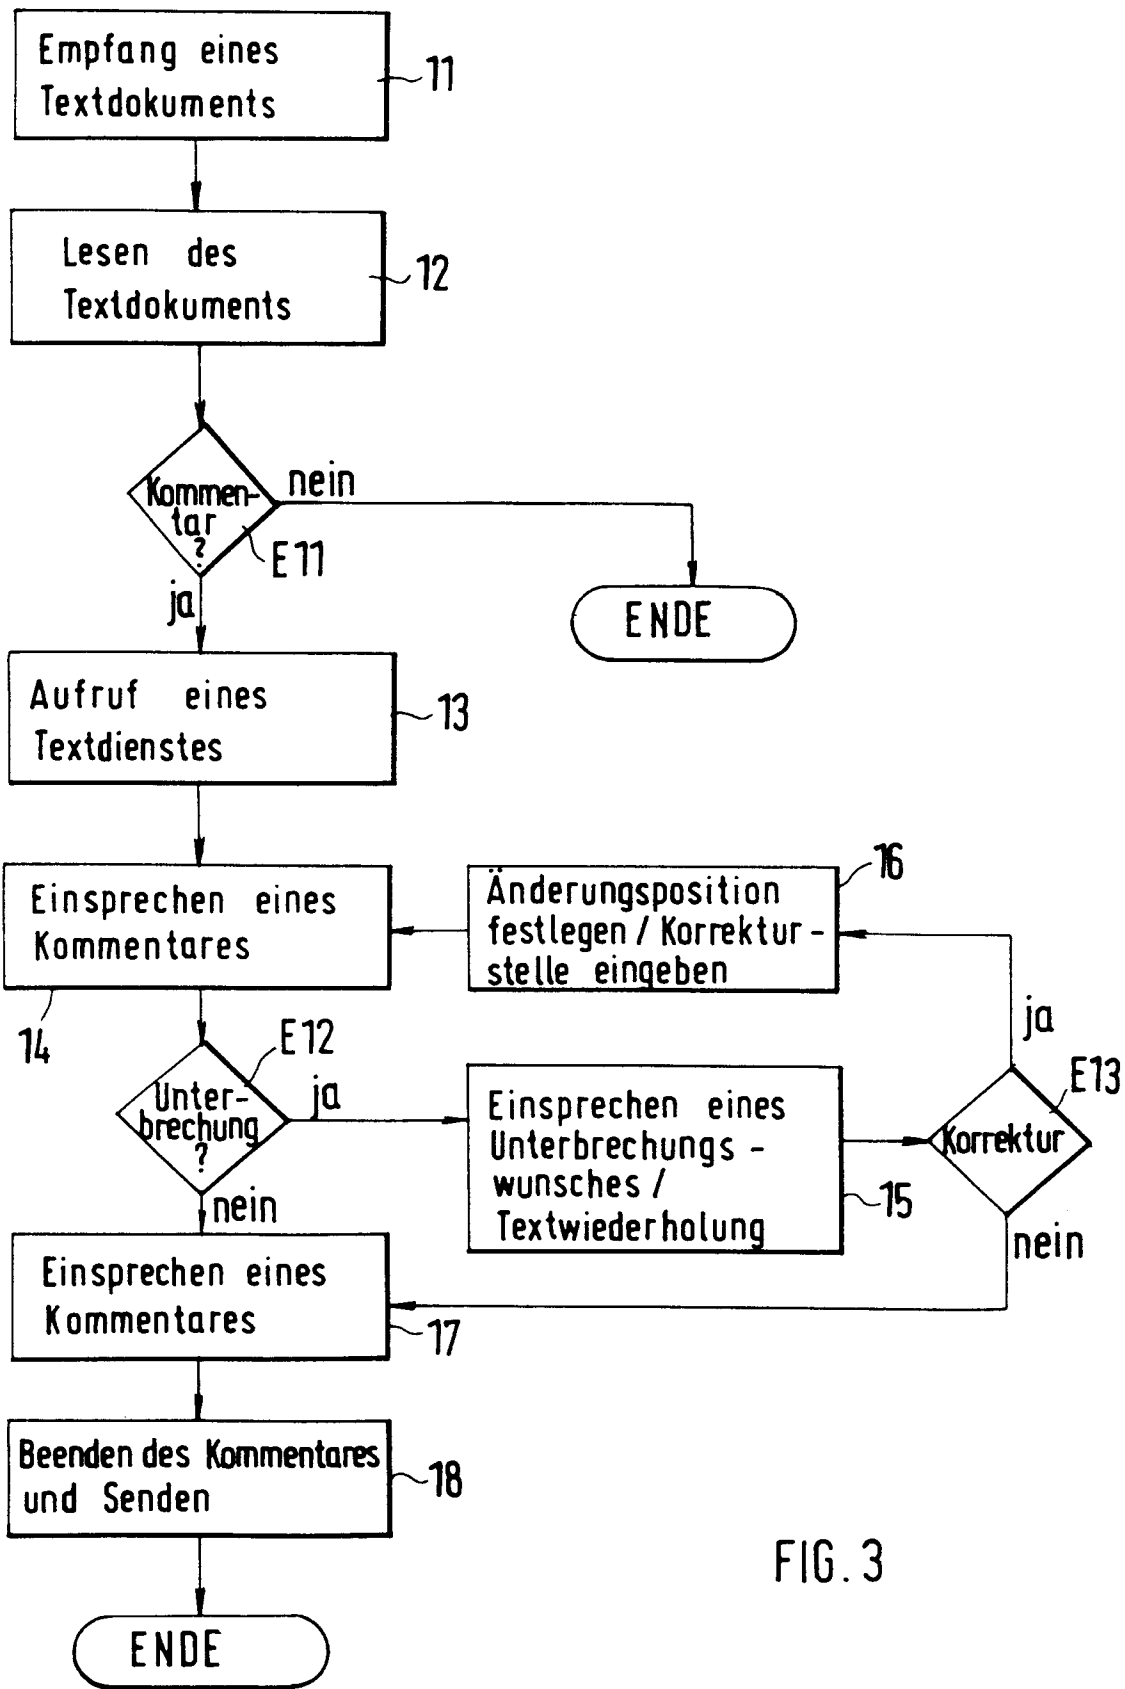 Empfang eines
Textdokuments
11
Lesen des
Textdokuments
12
Kommen-
tar
?
nein
E11
ja
ENDE
Aufruf eines
Textdienstes
13
Einsprechen eines
Kommentares
14
Änderungsposition
festlegen / Korrektur-
stelle eingeben
16
Unter-
brechung
?
E12
ja
nein
Einsprechen eines
Unterbrechungs-
wunsches /
Textwiederholung
15
Korrektur
E13
ja
nein
Einsprechen eines
Kommentares
17
Beenden des Kommentares
und Senden
18
ENDE
FIG. 3